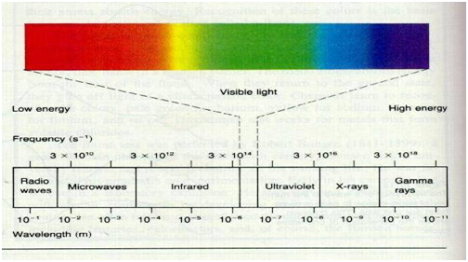 Visible light
Low energy
High energy
Frequency (s⁻¹)
3 × 10¹⁰ 3 × 10¹² 3 × 10¹⁴ 3 × 10¹⁶ 3 × 10¹⁸
Radio waves Microwaves Infrared Ultraviolet X-rays Gamma rays
10⁻¹ 10⁻² 10⁻³ 10⁻⁴ 10⁻⁵ 10⁻⁶ 10⁻⁷ 10⁻⁸ 10⁻⁹ 10⁻¹⁰ 10⁻¹¹
Wavelength (m)